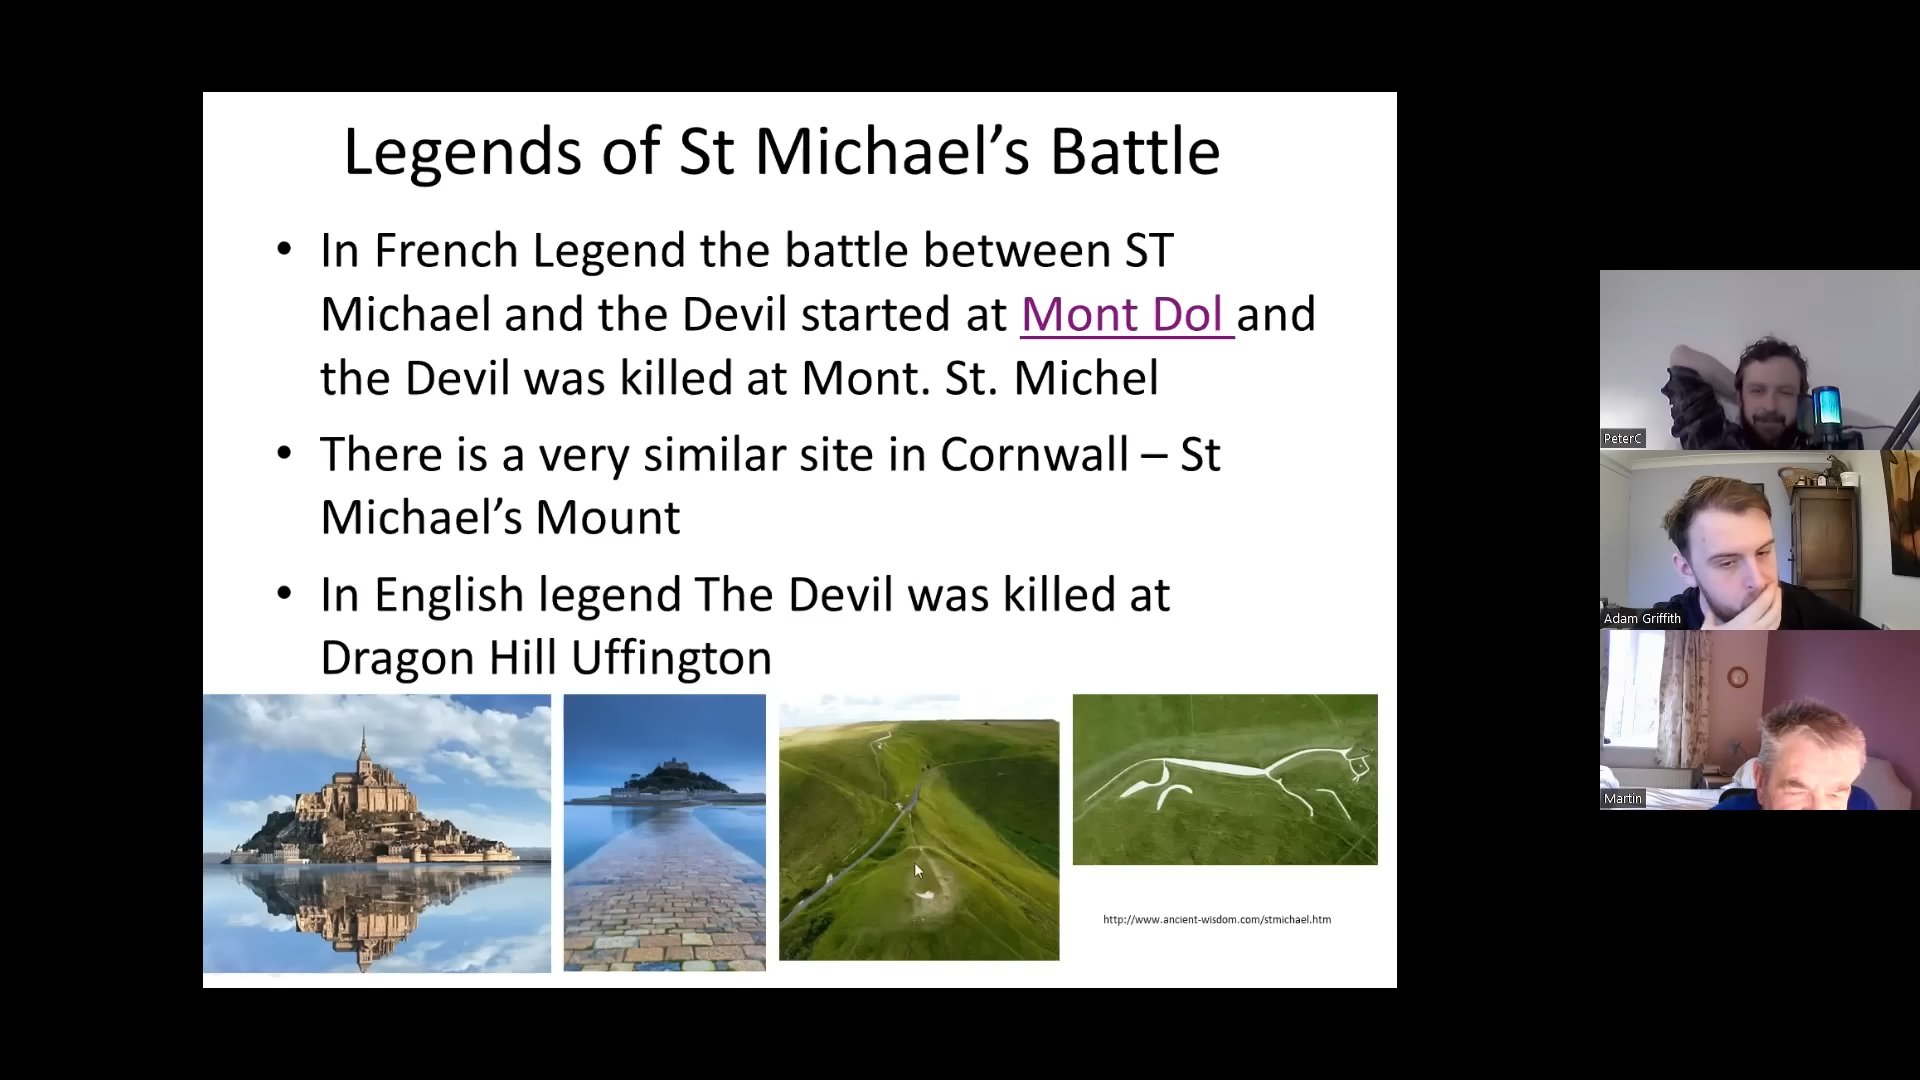 Legends of St Michael’s Battle
• In French Legend the battle between ST
Michael and the Devil started at Mont Dol and
the Devil was killed at Mont. St. Michel
• There is a very similar site in Cornwall – St
Michael’s Mount
• In English legend The Devil was killed at
Dragon Hill Uffington
http://www.ancient-wisdom.com/stmichael.htm
PeterC
Adam Griffith
Martin